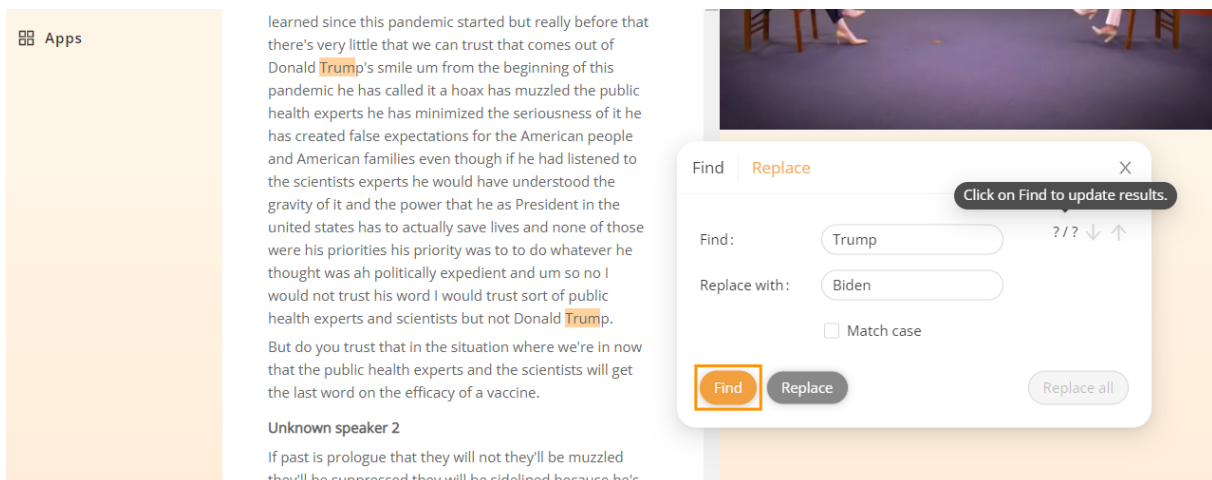 Apps
learned since this pandemic started but really before that
there's very little that we can trust that comes out of
Donald Trump's smile um from the beginning of this
pandemic he has called it a hoax has muzzled the public
health experts he has minimized the seriousness of it he
has created false expectations for the American people
and American families even though if he had listened to
the scientists experts he would have understood the
gravity of it and the power that he as President in the
united states has to actually save lives and none of those
were his priorities his priority was to to do whatever he
thought was ah politically expedient and um so no I
would not trust his word I would trust sort of public
health experts and scientists but not Donald Trump.
But do you trust that in the situation where we're in now
that the public health experts and the scientists will get
the last word on the efficacy of a vaccine.
Unknown speaker 2
If past is prologue that they will not they'll be muzzled
they'll be suppressed they will be sidelined because he's
Find Replace X
Click on Find to update results.
Find: Trump ? / ?
Replace with: Biden
Match case
Find Replace Replace all